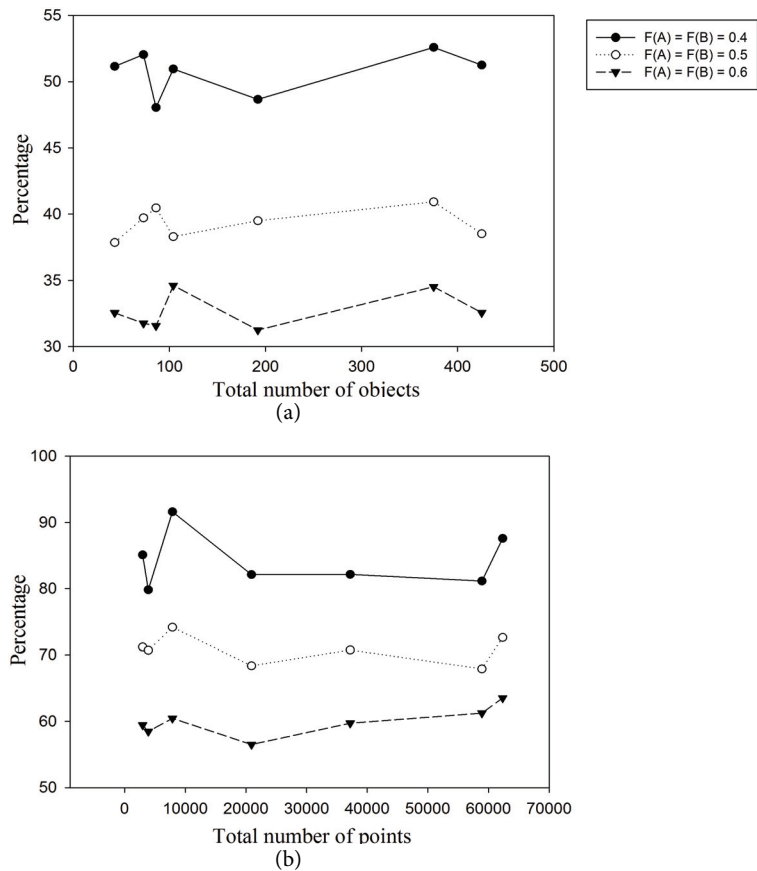 55
50
45
40
35
30
Percentage
0
100
200
300
400
500
Total number of objects
(a)
F(A) = F(B) = 0.4
F(A) = F(B) = 0.5
F(A) = F(B) = 0.6
100
90
80
70
60
50
Percentage
0
10000
20000
30000
40000
50000
60000
70000
Total number of points
(b)